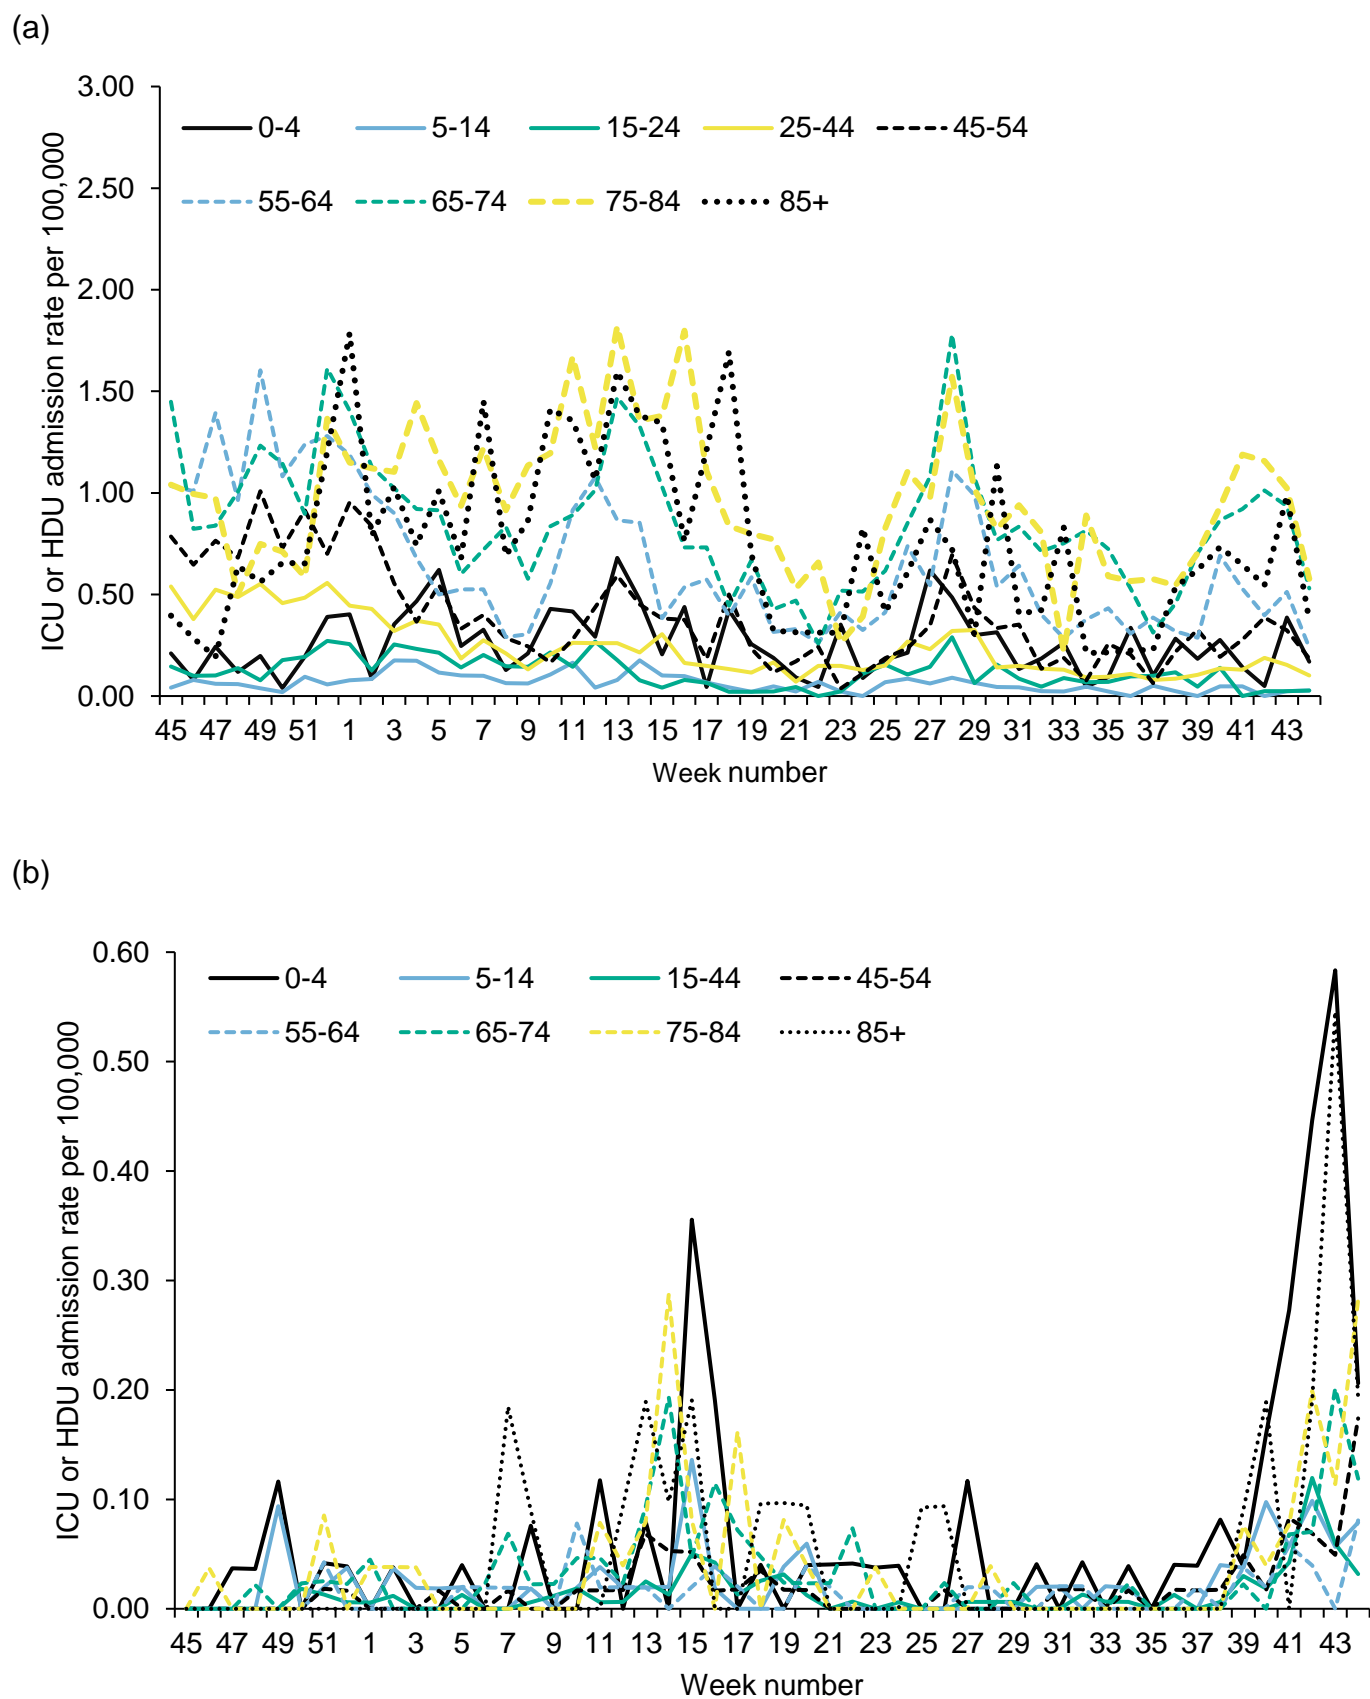 (a)
ICU or HDU admission rate per 100,000
3.00
2.50
2.00
1.50
1.00
0.50
0.00
0-4 5-14 15-24 25-44 45-54
55-64 65-74 75-84 85+
45 47 49 51 1 3 5 7 9 11 13 15 17 19 21 23 25 27 29 31 33 35 37 39 41 43
Week number
(b)
ICU or HDU admission rate per 100,000
0.60
0.50
0.40
0.30
0.20
0.10
0.00
0-4 5-14 15-44 45-54
55-64 65-74 75-84 85+
45 47 49 51 1 3 5 7 9 11 13 15 17 19 21 23 25 27 29 31 33 35 37 39 41 43
Week number